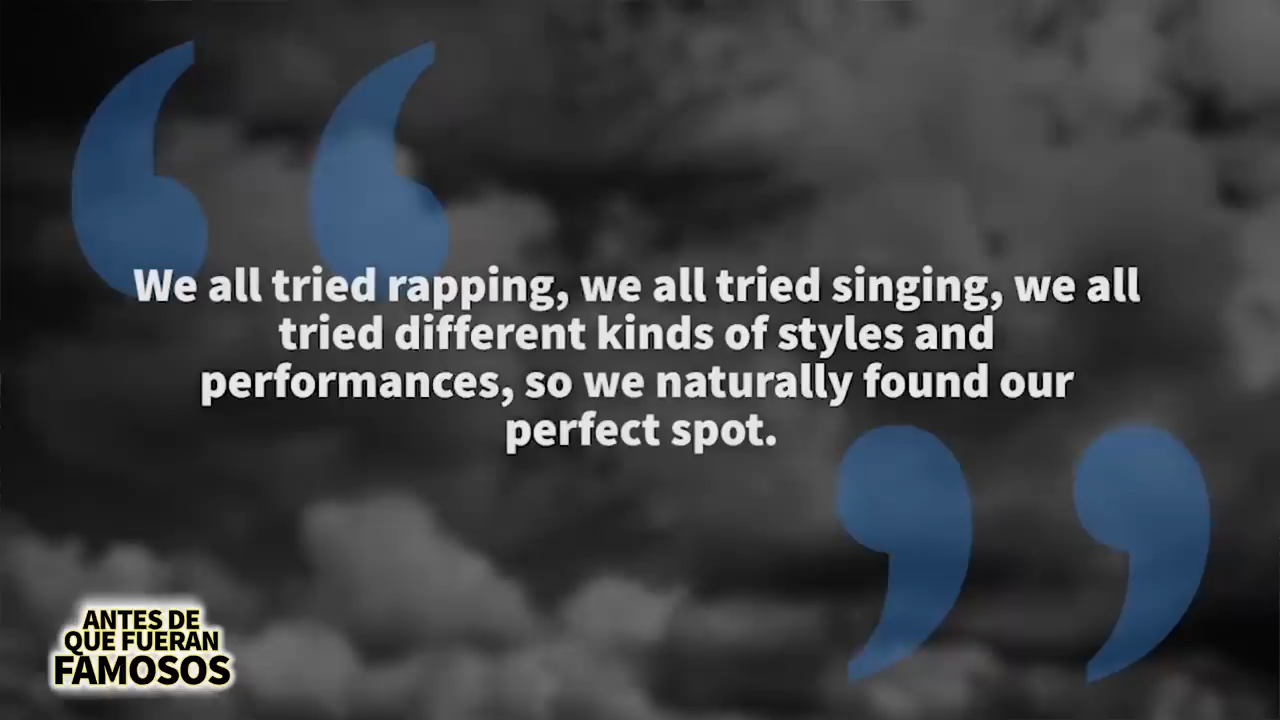 We all tried rapping, we all tried singing, we all
tried different kinds of styles and
performances, so we naturally found our
perfect spot.
ANTES DE
QUE FUERAN
FAMOSOS